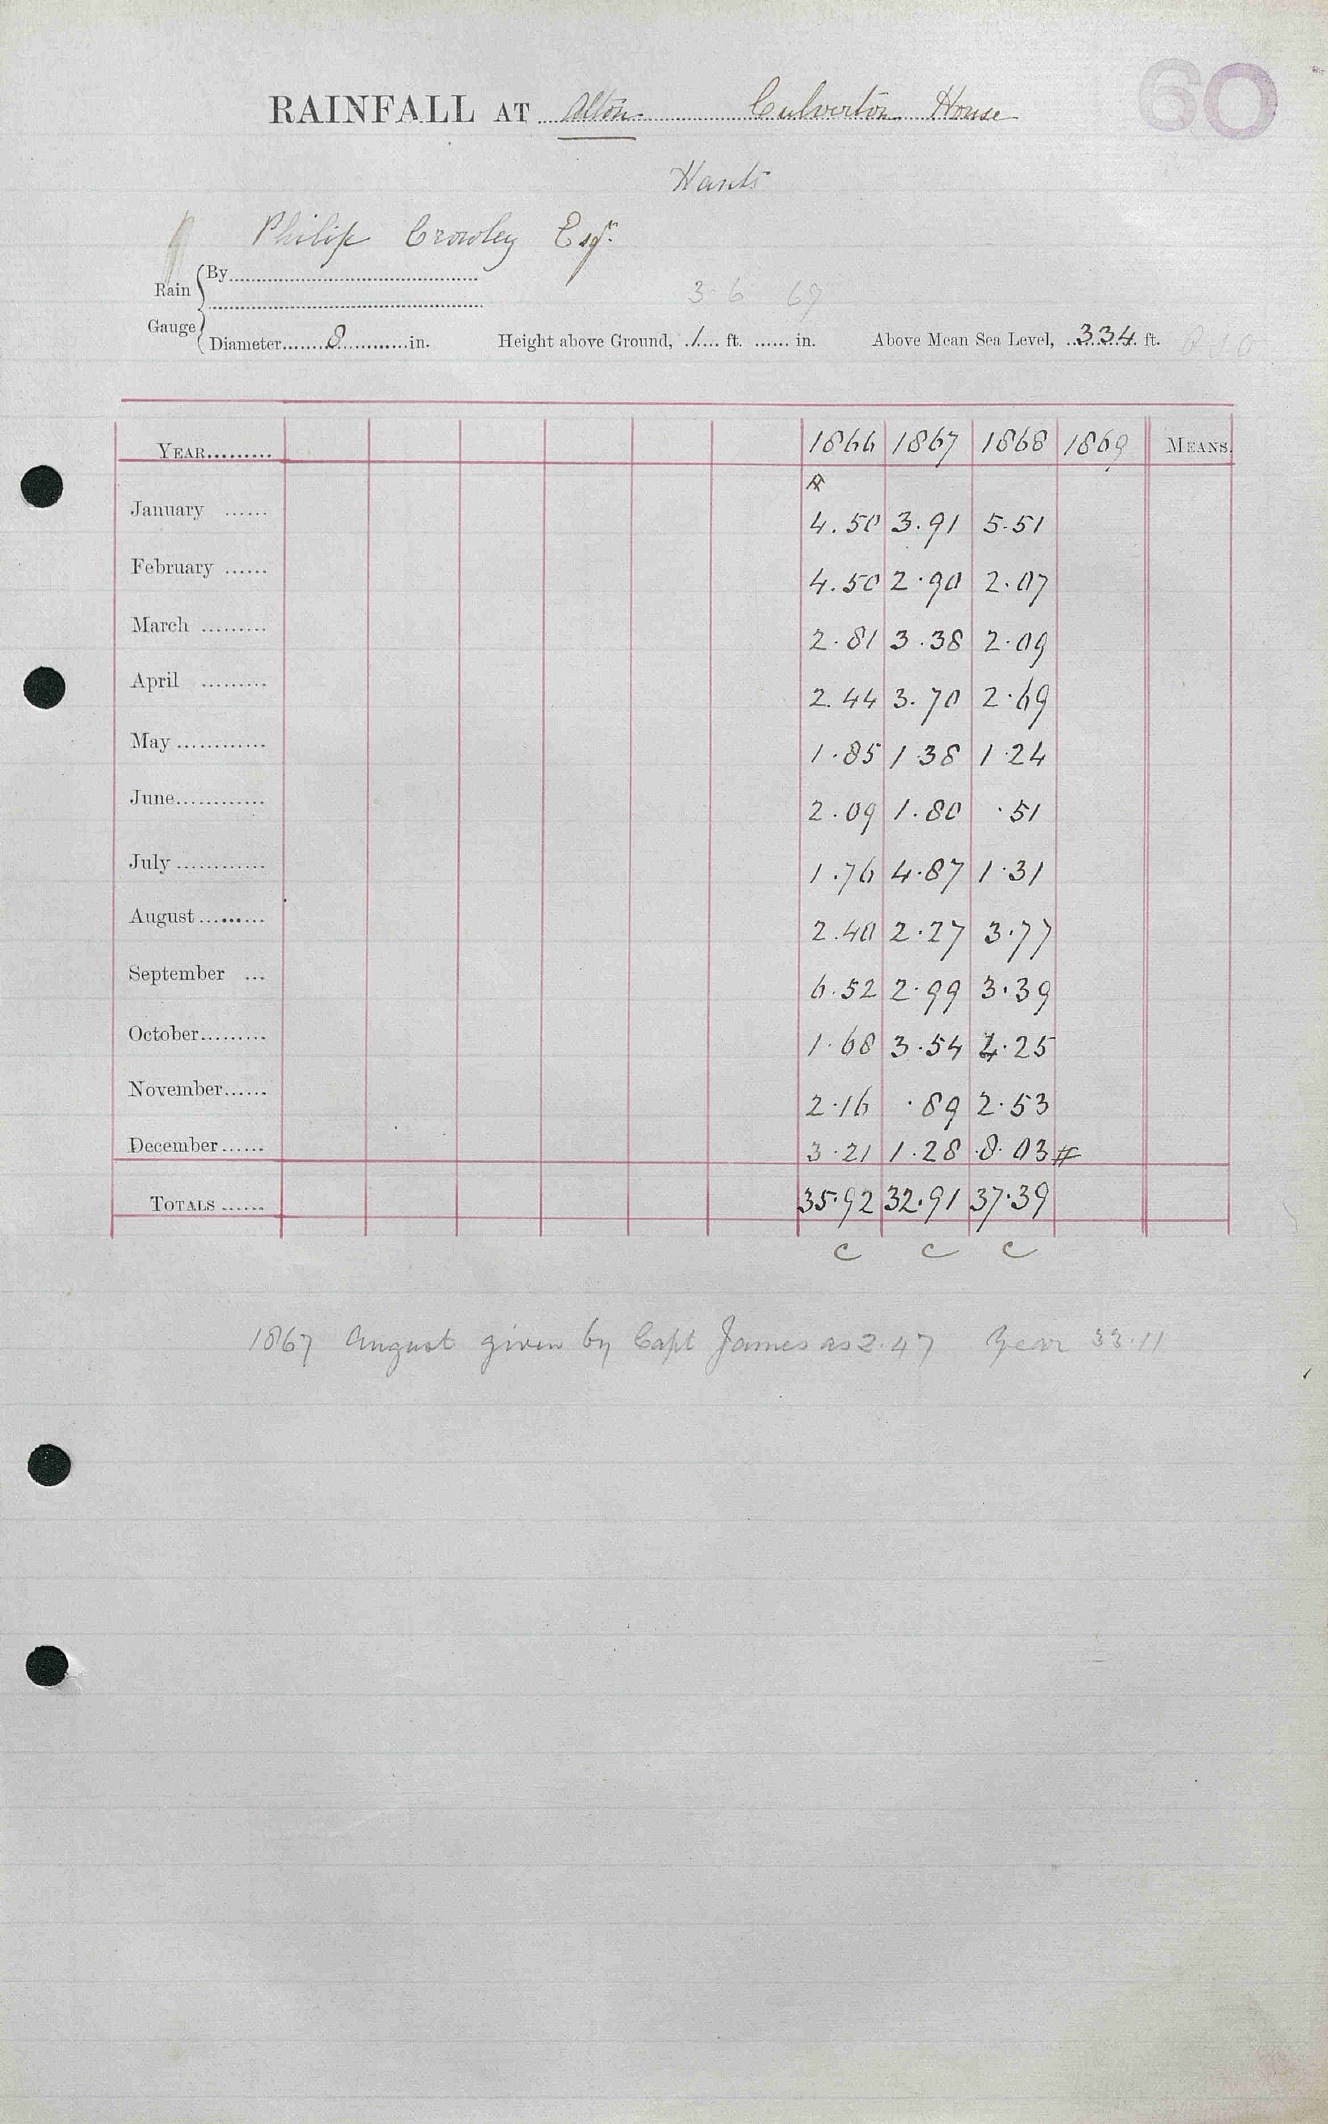 60
RAINFALL AT Alton Culverton House
Hants
Philip Crowley Esqr.
Rain Gauge By
3 · 6 67
Diameter 8 in. Height above Ground, 1 ft. in. Above Mean Sea Level, 334 ft.
YEAR 1866 1867 1868 1869 MEANS.
January 4.50 3.91 5.51
February 4.50 2.90 2.07
March 2.81 3.38 2.09
April 2.44 3.70 2.69
May 1.85 1 38 1.24
June 2.09 1.80 .51
July 1.76 4.87 1.31
August 2.40 2.27 3.77
September 6.52 2.99 3.39
October 1.68 3.54 4.25
November 2.16 .89 2.53
December 3.21 1.28 8.03 #
TOTALS 35.92 32.91 37.39
C C C
1867 August given by Capt James as 2.47 Year 33.11